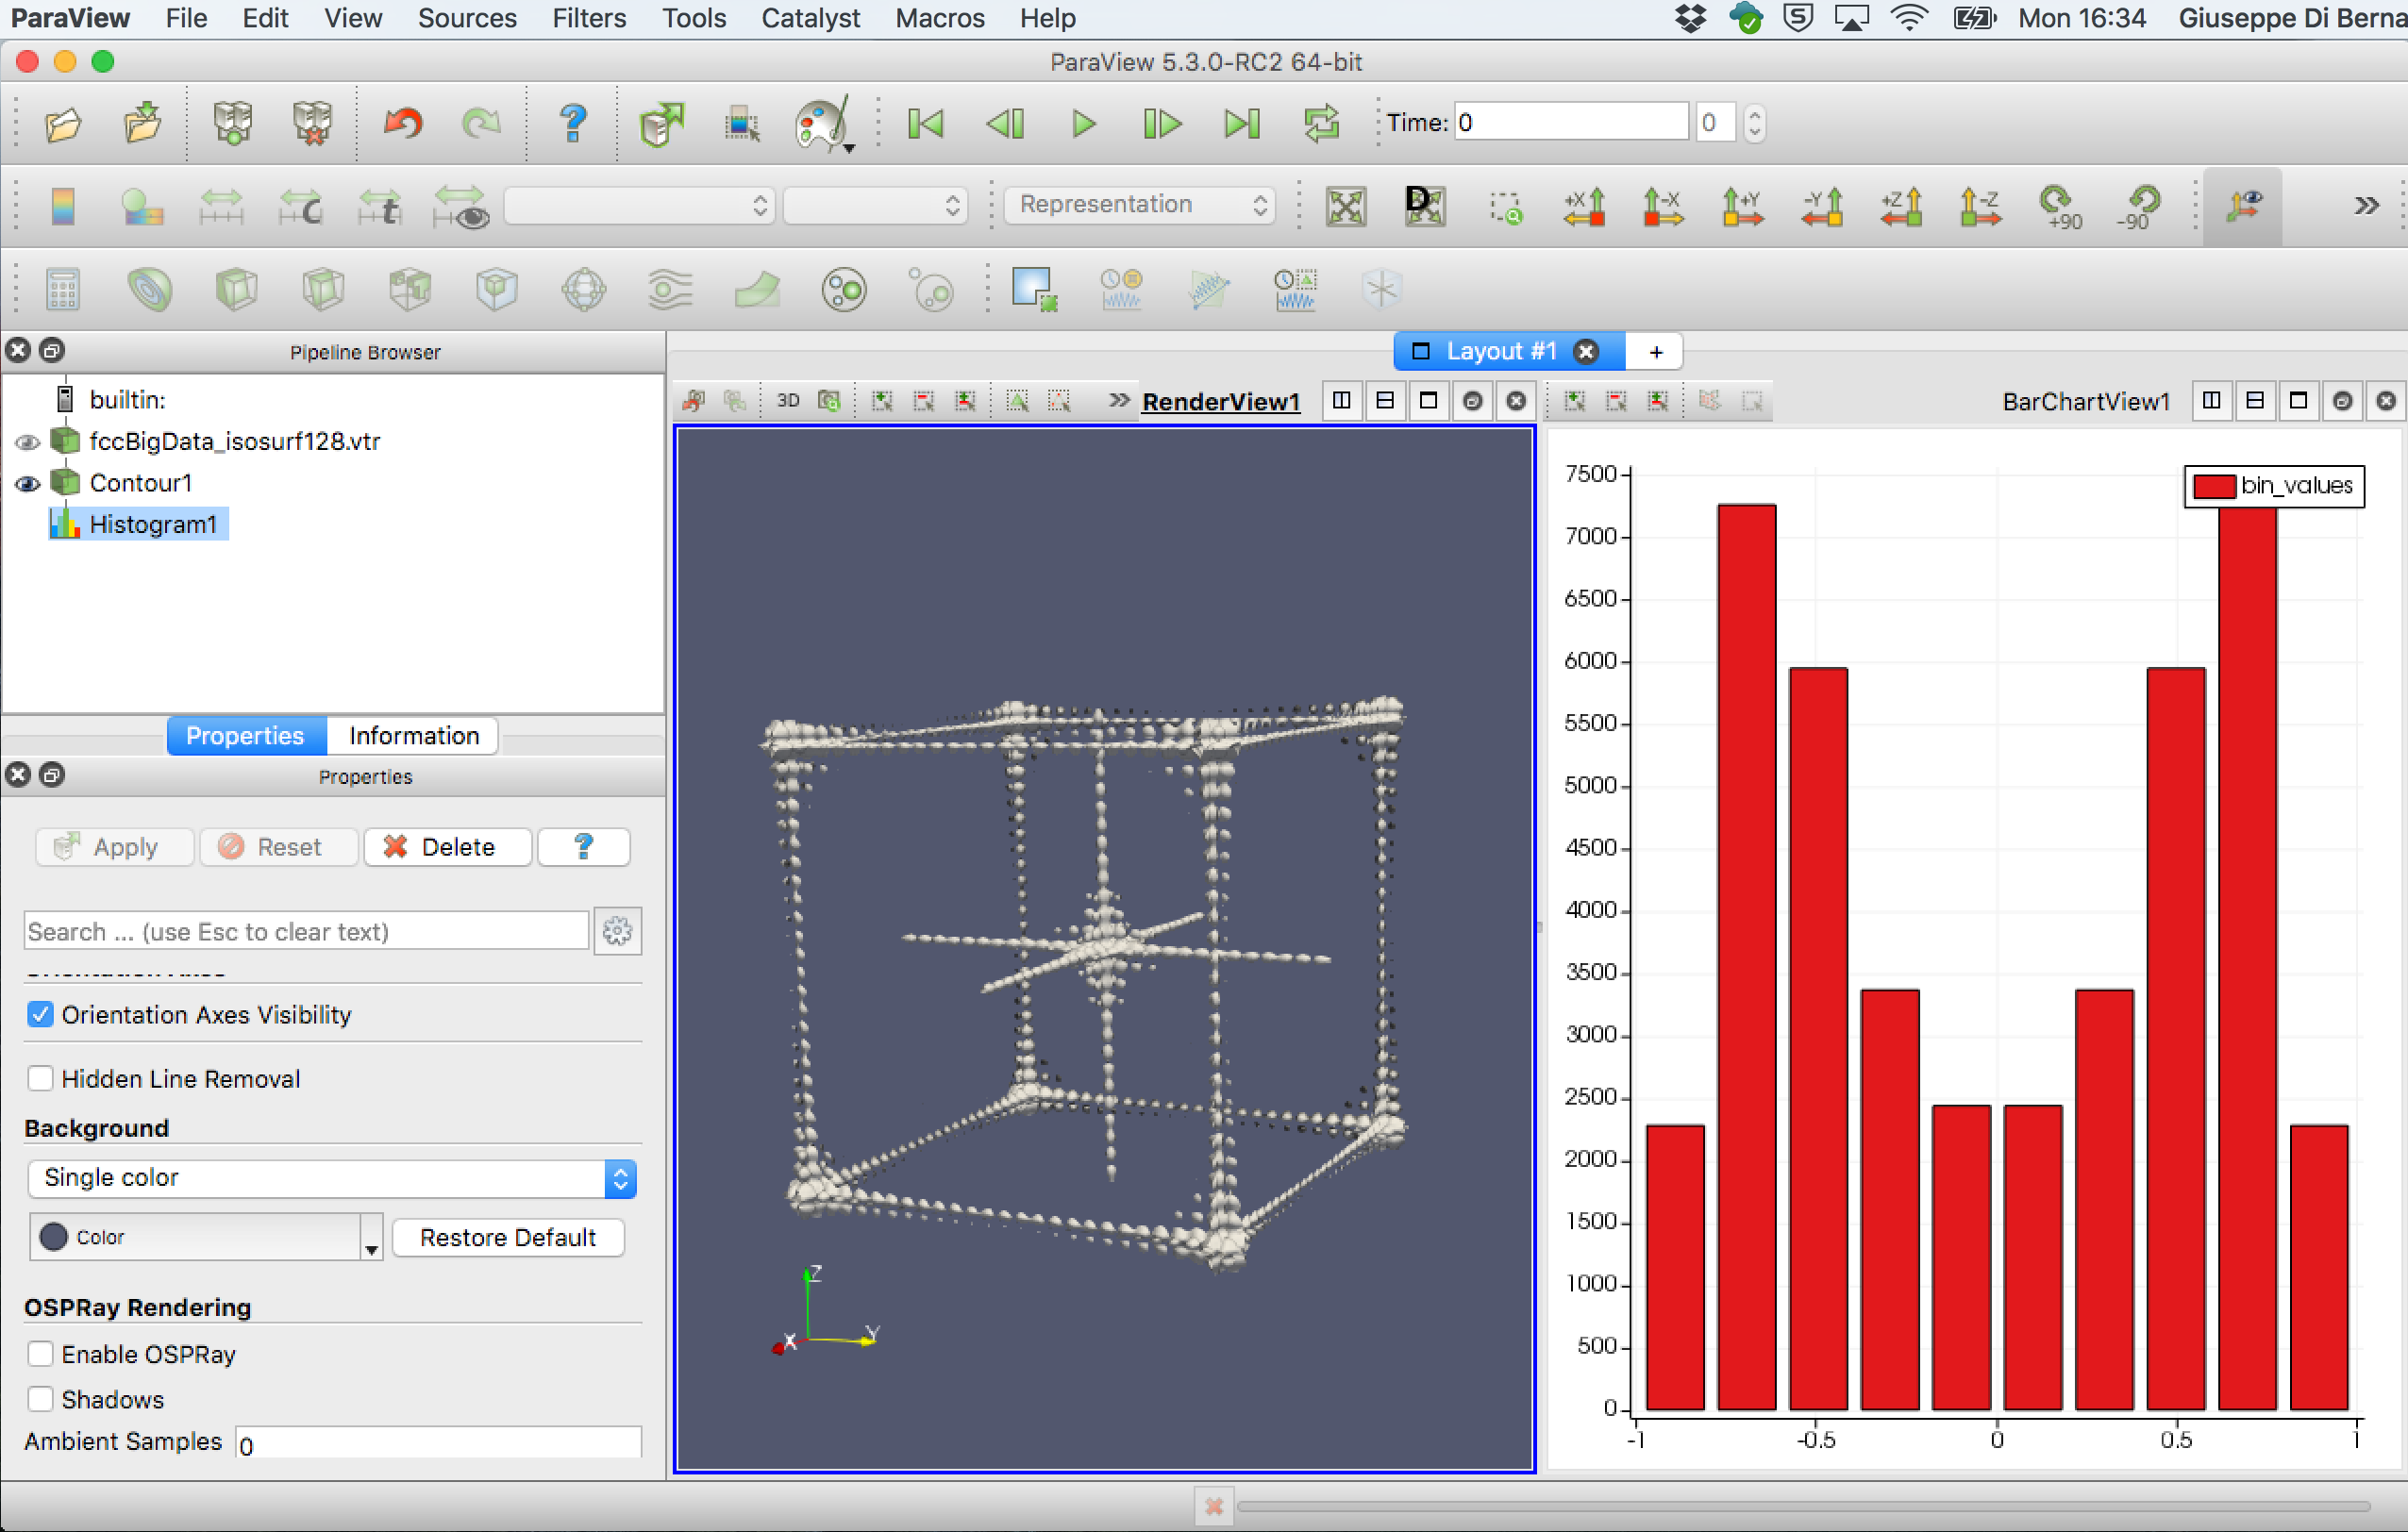 ParaView File Edit View Sources Filters Tools Catalyst Macros Help Mon 16:34 Giuseppe Di Berna
ParaView 5.3.0-RC2 64-bit
? Time: 0 0
C t Representation D +X -X +Y -Y +Z -Z +90 -90 »
Pipeline Browser
Layout #1 +
3D » RenderView1 BarChartView1
builtin:
fccBigData_isosurf128.vtr
Contour1
Histogram1
Properties Information
Properties
Apply Reset Delete ?
Search ... (use Esc to clear text)
Orientation Axes Visibility
Hidden Line Removal
Background
Single color
Color Restore Default
OSPRay Rendering
Enable OSPRay
Shadows
Ambient Samples 0
Z
X Y
bin_values
7500
7000
6500
6000
5500
5000
4500
4000
3500
3000
2500
2000
1500
1000
500
0
-1 -0.5 0 0.5 1